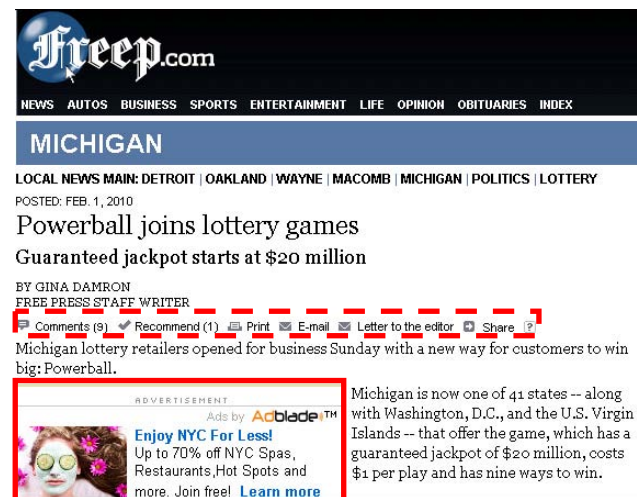 Freep.com
NEWS AUTOS BUSINESS SPORTS ENTERTAINMENT LIFE OPINION OBITUARIES INDEX
MICHIGAN
LOCAL NEWS MAIN: DETROIT | OAKLAND | WAYNE | MACOMB | MICHIGAN | POLITICS | LOTTERY
POSTED: FEB. 1, 2010
Powerball joins lottery games
Guaranteed jackpot starts at $20 million
BY GINA DAMRON
FREE PRESS STAFF WRITER
Comments (9) Recommend (1) Print E-mail Letter to the editor Share ?
Michigan lottery retailers opened for business Sunday with a new way for customers to win
big: Powerball.
ADVERTISEMENT
Ads by Adblade™
Enjoy NYC For Less!
Up to 70% off NYC Spas,
Restaurants,Hot Spots and
more. Join free! Learn more
Michigan is now one of 41 states -- along
with Washington, D.C., and the U.S. Virgin
Islands -- that offer the game, which has a
guaranteed jackpot of $20 million, costs
$1 per play and has nine ways to win.